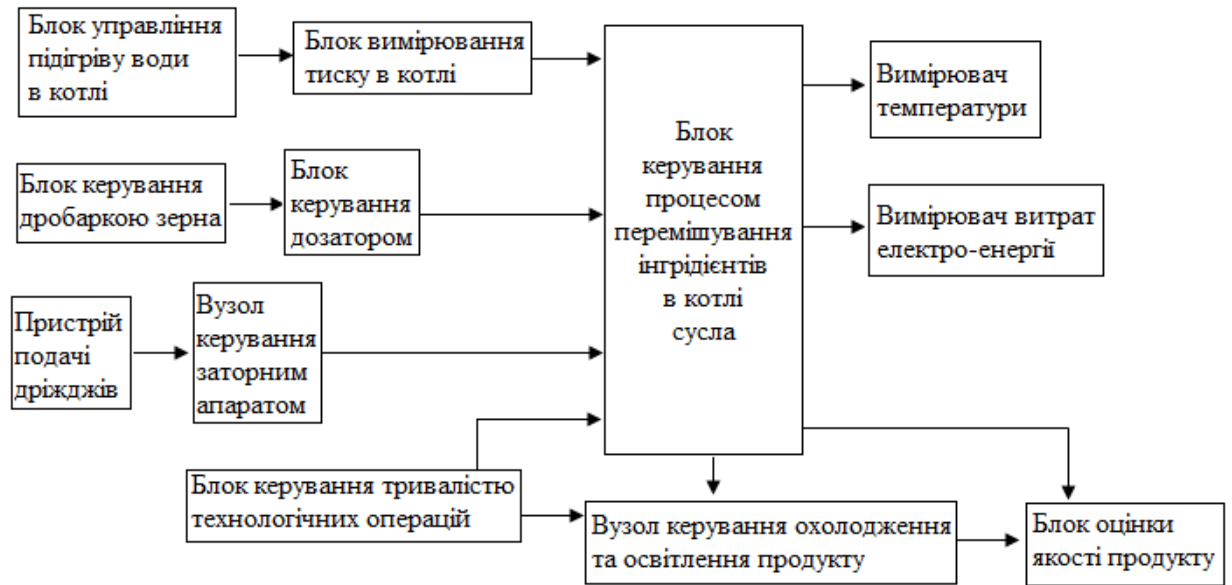 Блок управління
підігріву води
в котлі
Блок вимірювання
тиску в котлі
Блок
керування
процесом
перемішування
інгрідієнтів
в котлі
сусла
Вимірювач
температури
Блок керування
дробаркою зерна
Блок
керування
дозатором
Вимірювач витрат
електро-енергії
Пристрій
подачі
дріжджів
Вузол
керування
заторним
апаратом
Блок керування тривалістю
технологічних операцій
Вузол керування охолодження
та освітлення продукту
Блок оцінки
якості продукту